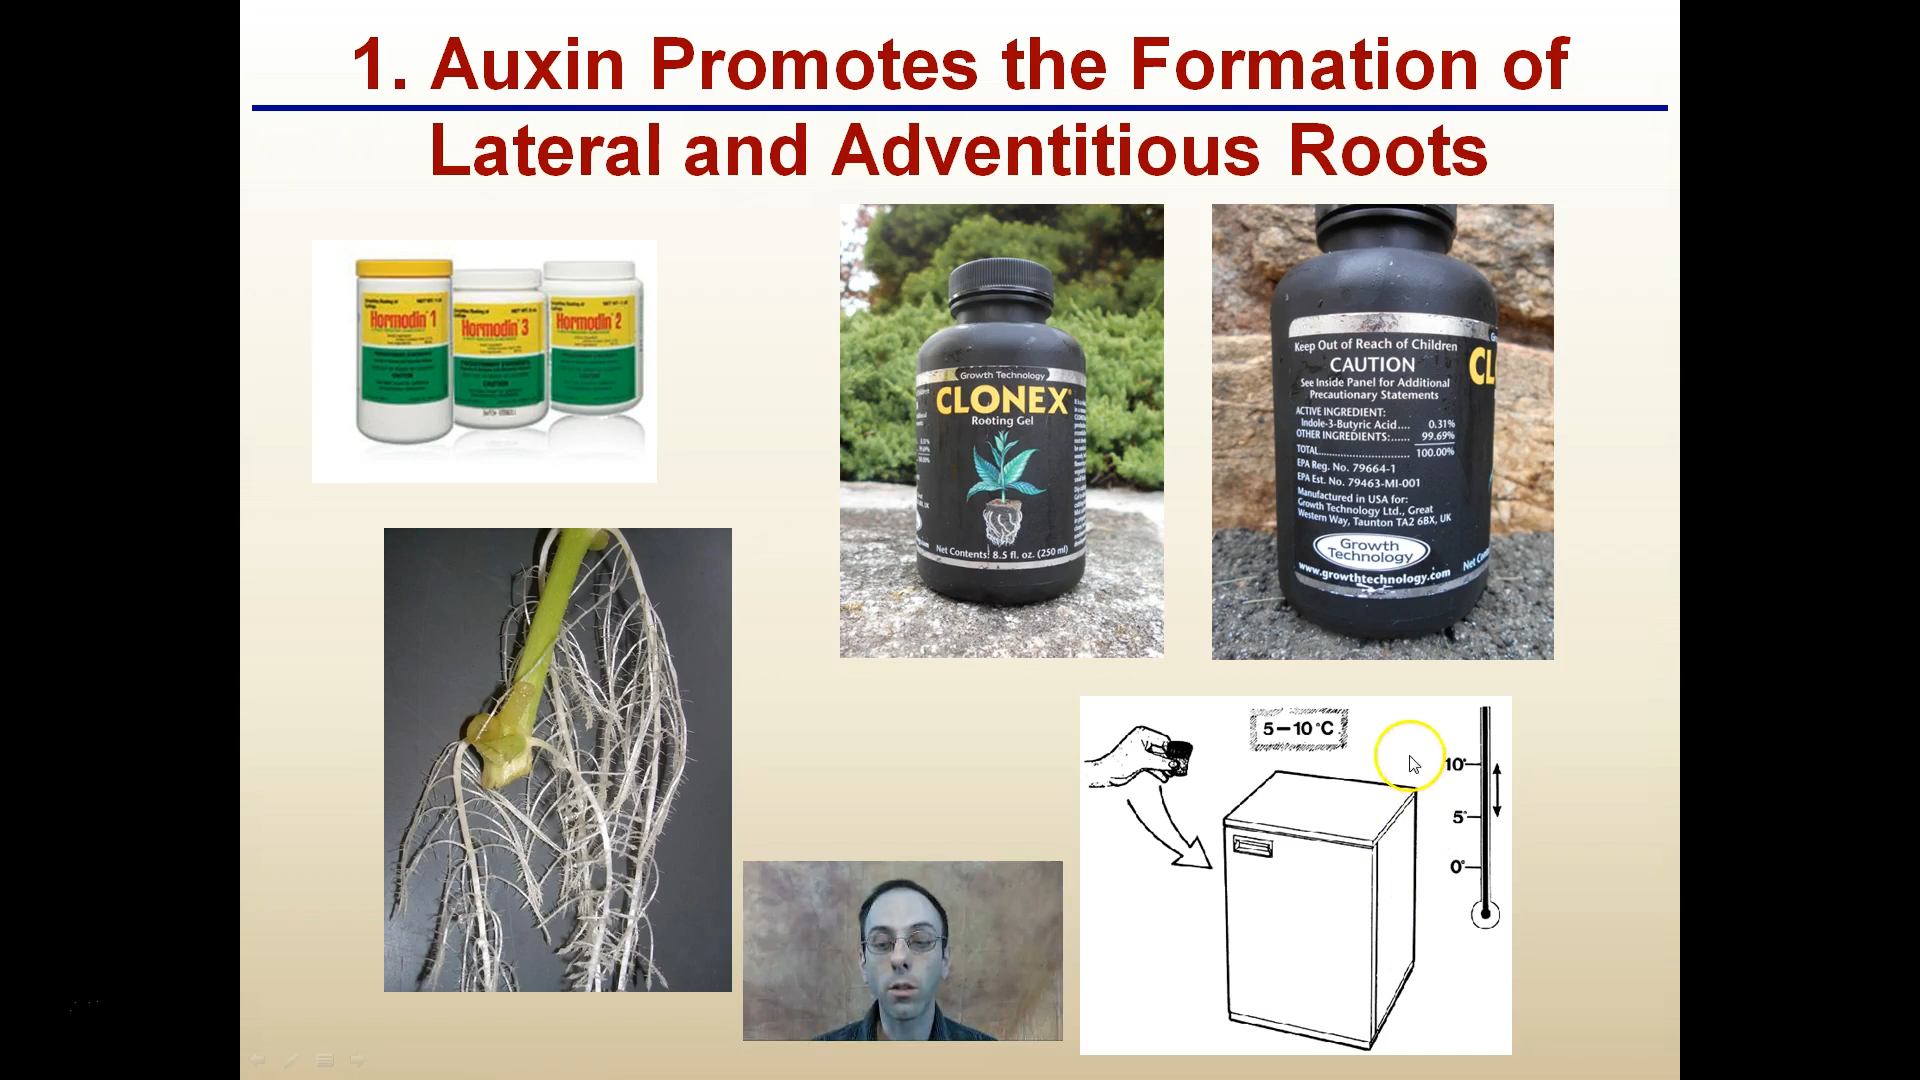 1. Auxin Promotes the Formation of
Lateral and Adventitious Roots
Hormodin 1
Hormodin 3
Hormodin 2
CAUTION
CAUTION
Growth Technology
CLONEX
Rooting Gel
Net Contents: 8.5 fl. oz. (250 ml)
Keep Out of Reach of Children
CAUTION
See Inside Panel for Additional
Precautionary Statements
ACTIVE INGREDIENT:
Indole-3-Butyric Acid.... 0.31%
OTHER INGREDIENTS:...... 99.69%
TOTAL.............................. 100.00%
EPA Reg. No. 79664-1
EPA Est. No. 79463-MI-001
Manufactured in USA for:
Growth Technology Ltd., Great
Western Way, Taunton TA2 6BX, UK
Growth
Technology
www.growthtechnology.com
CL
Net
5–10°C
10°
5°
0°